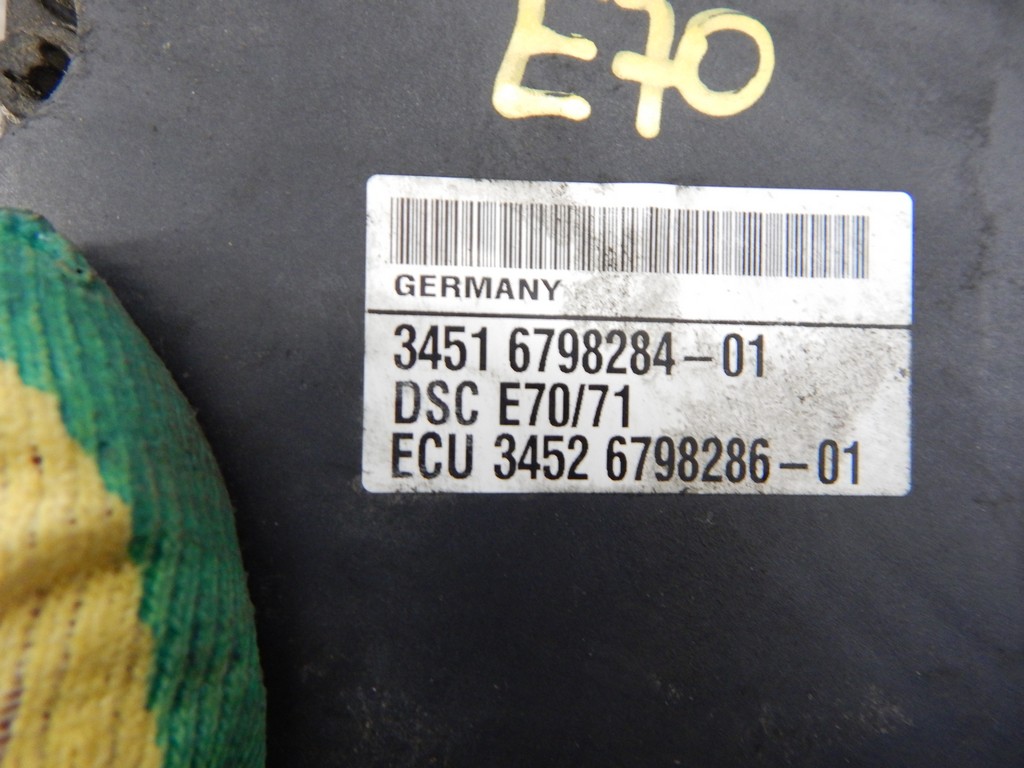 E70
GERMANY
3451 6798284-01
DSC E70/71
ECU 3452 6798286-01